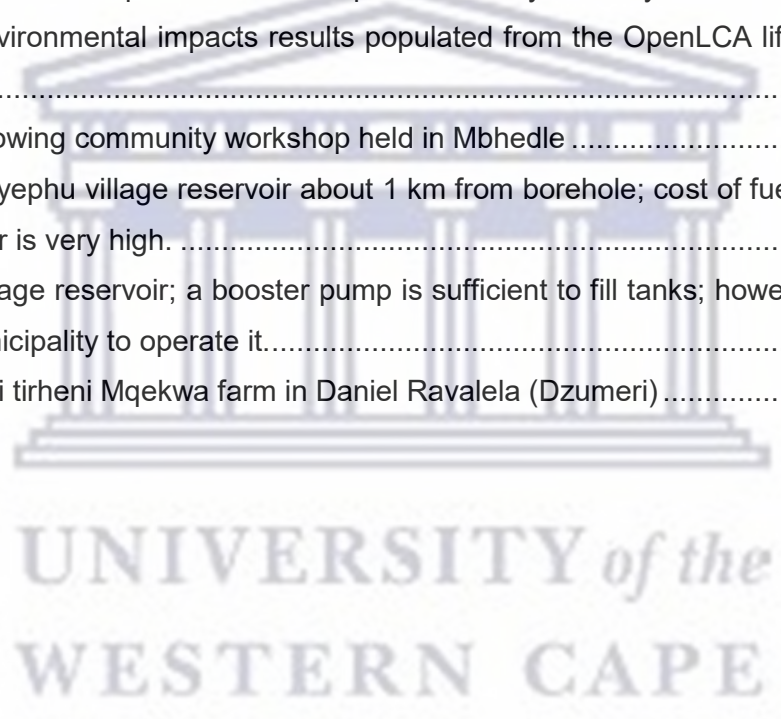 vironmental impacts results populated from the OpenLCA lif
................................................................................
owing community workshop held in Mbhedle ......................
yephu village reservoir about 1 km from borehole; cost of fue
r is very high. ................................................................
age reservoir; a booster pump is sufficient to fill tanks; howe
icipality to operate it.......................................................
i tirheni Mqekwa farm in Daniel Ravalela (Dzumeri) .............
UNIVERSITY of the
WESTERN CAPE